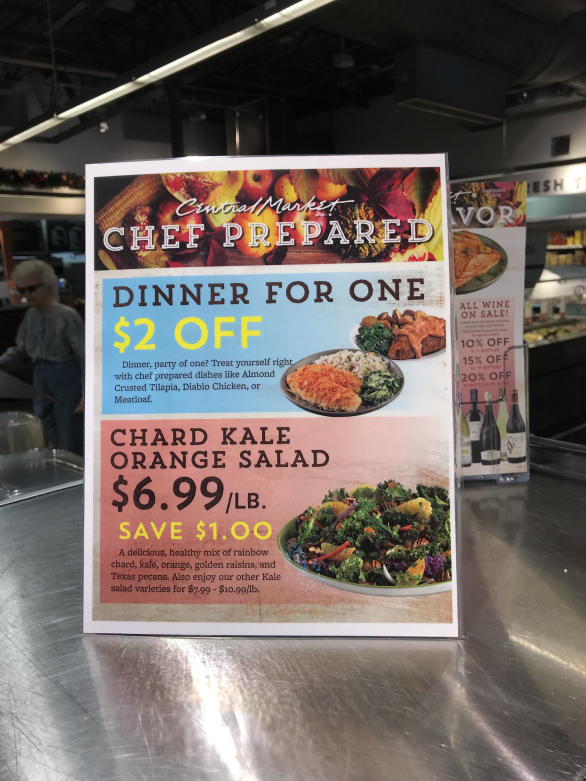 Central Market
CHEF PREPARED
DINNER FOR ONE
$2 OFF
Dinner, party of one? Treat yourself right
with chef prepared dishes like Almond
Crusted Tilapia, Diablo Chicken, or
Meatloaf.
CHARD KALE
ORANGE SALAD
$6.99/LB.
SAVE $1.00
A delicious, healthy mix of rainbow
chard, kale, orange, golden raisins, and
Texas pecans. Also enjoy our other Kale
salad varieties for $7.99 - $10.99/lb.
VOR
ALL WINE
ON SALE!
10% OFF
15% OFF
20% OFF
ESH T